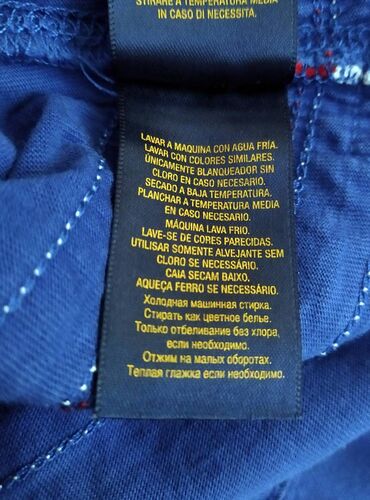 STIRARE A TEMPERATURA MEDIA
IN CASO DI NECESSITA.
LAVAR A MAQUINA CON AGUA FRÍA.
LAVAR CON COLORES SIMILARES.
ÚNICAMENTE BLANQUEADOR SIN
CLORO EN CASO NECESARIO.
SECADO A BAJA TEMPERATURA.
PLANCHAR A TEMPERATURA MEDIA
EN CASO NECESARIO.
MÁQUINA LAVA FRIO.
LAVE-SE DE CORES PARECIDAS.
UTILISAR SOMENTE ALVEJANTE SEM
CLORO SE NECESSÁRIO.
CAIA SECAM BAIXO.
AQUEÇA FERRO SE NECESSÁRIO.
Холодная машинная стирка.
Стирать как цветное белье.
Только отбеливание без хлора,
если необходимо.
Отжим на малых оборотах.
Теплая глажка если необходимо.